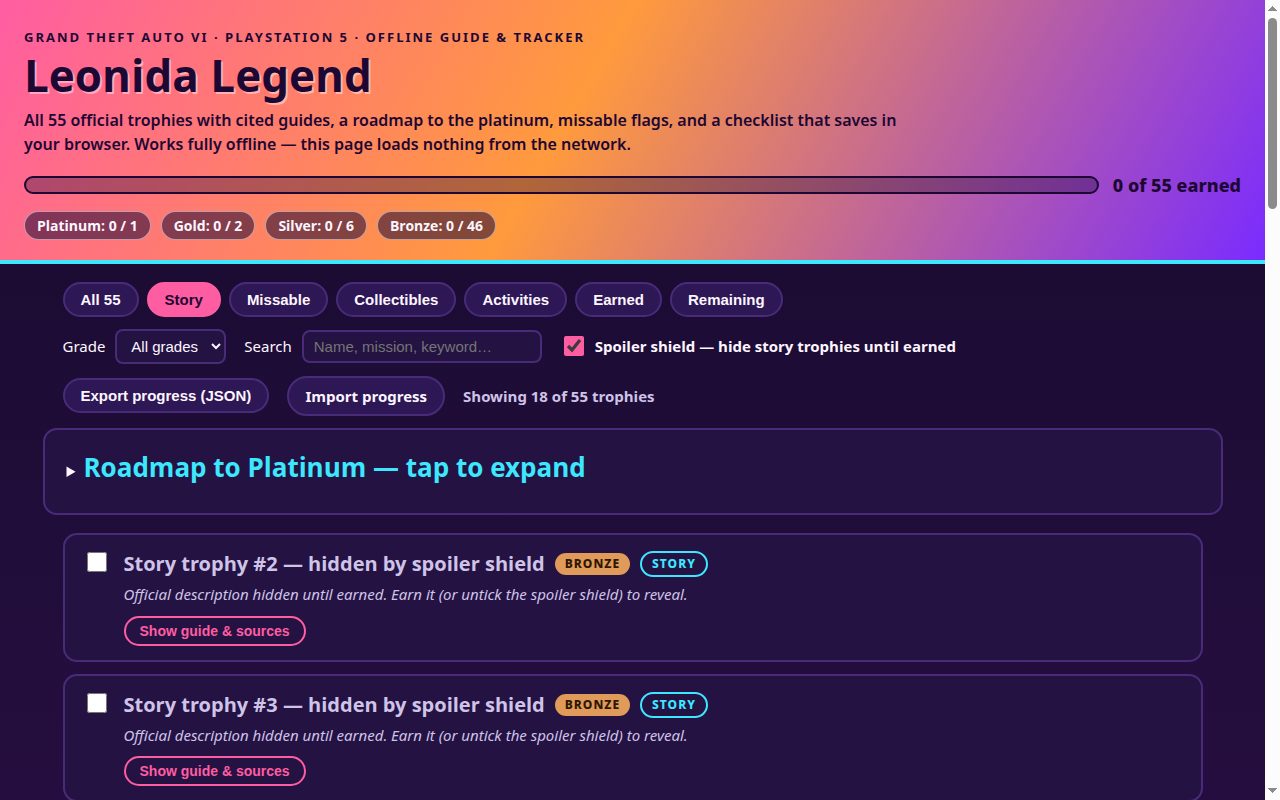 GRAND THEFT AUTO VI · PLAYSTATION 5 · OFFLINE GUIDE & TRACKER
Leonida Legend
All 55 official trophies with cited guides, a roadmap to the platinum, missable flags, and a checklist that saves in
your browser. Works fully offline — this page loads nothing from the network.
0 of 55 earned
Platinum: 0 / 1 Gold: 0 / 2 Silver: 0 / 6 Bronze: 0 / 46
All 55 Story Missable Collectibles Activities Earned Remaining
Grade All grades Search Name, mission, keyword… Spoiler shield — hide story trophies until earned
Export progress (JSON) Import progress Showing 18 of 55 trophies
Roadmap to Platinum — tap to expand
Story trophy #2 — hidden by spoiler shield BRONZE STORY
Official description hidden until earned. Earn it (or untick the spoiler shield) to reveal.
Show guide & sources
Story trophy #3 — hidden by spoiler shield BRONZE STORY
Official description hidden until earned. Earn it (or untick the spoiler shield) to reveal.
Show guide & sources